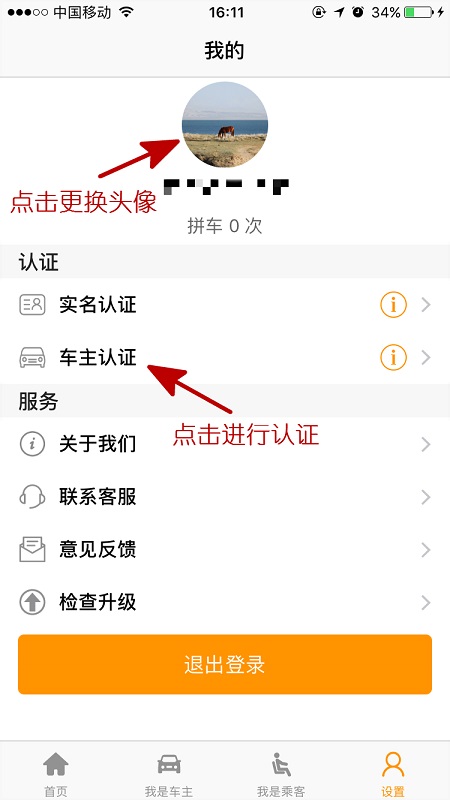 中国移动 16:11 34%
我的
点击更换头像
拼车 0 次
认证
实名认证
车主认证
服务
点击进行认证
关于我们
联系客服
意见反馈
检查升级
退出登录
首页 我是车主 我是乘客 设置